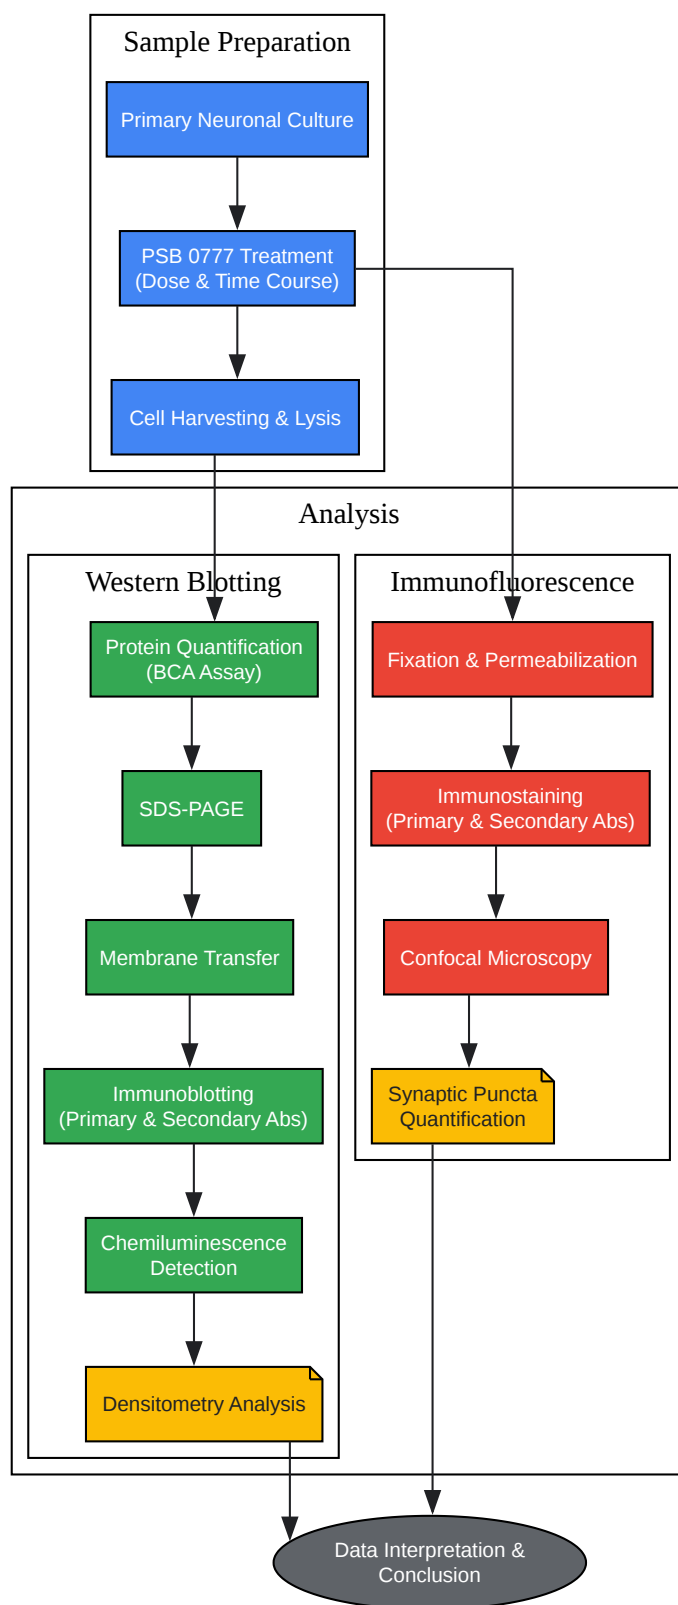 Sample Preparation
Primary Neuronal Culture
PSB 0777 Treatment
(Dose & Time Course)
Cell Harvesting & Lysis
Analysis
Western Blotting
Protein Quantification
(BCA Assay)
SDS-PAGE
Membrane Transfer
Immunoblotting
(Primary & Secondary Abs)
Chemiluminescence
Detection
Densitometry Analysis
Immunofluorescence
Fixation & Permeabilization
Immunostaining
(Primary & Secondary Abs)
Confocal Microscopy
Synaptic Puncta
Quantification
Data Interpretation &
Conclusion